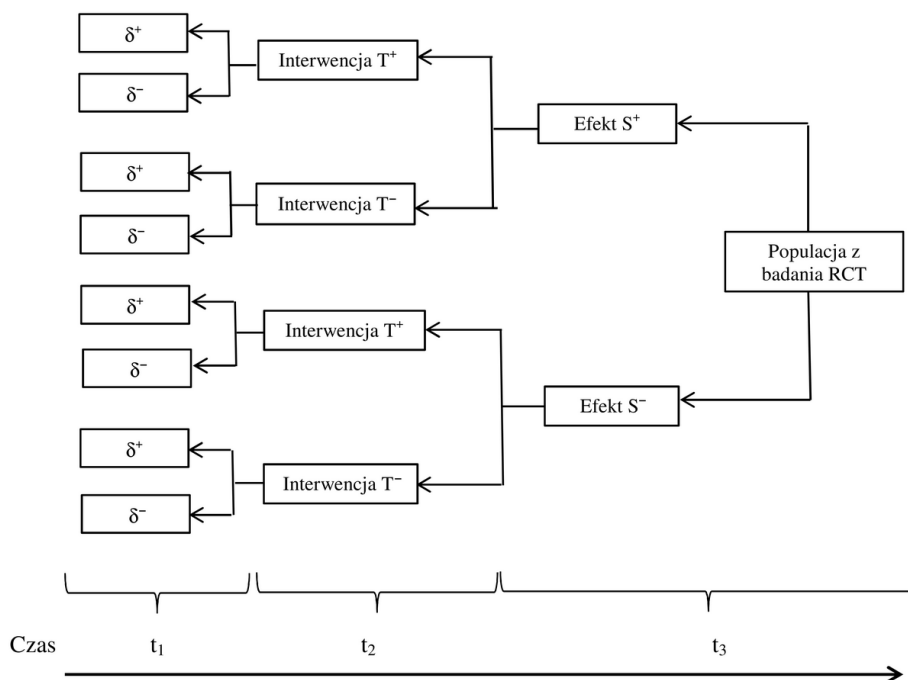 δ⁺
Interwencja T⁺
δ⁻
Efekt S⁺
δ⁺
Interwencja T⁻
δ⁻
Populacja z
badania RCT
δ⁺
Interwencja T⁺
δ⁻
Efekt S⁻
δ⁺
Interwencja T⁻
δ⁻
Czas t₁ t₂ t₃